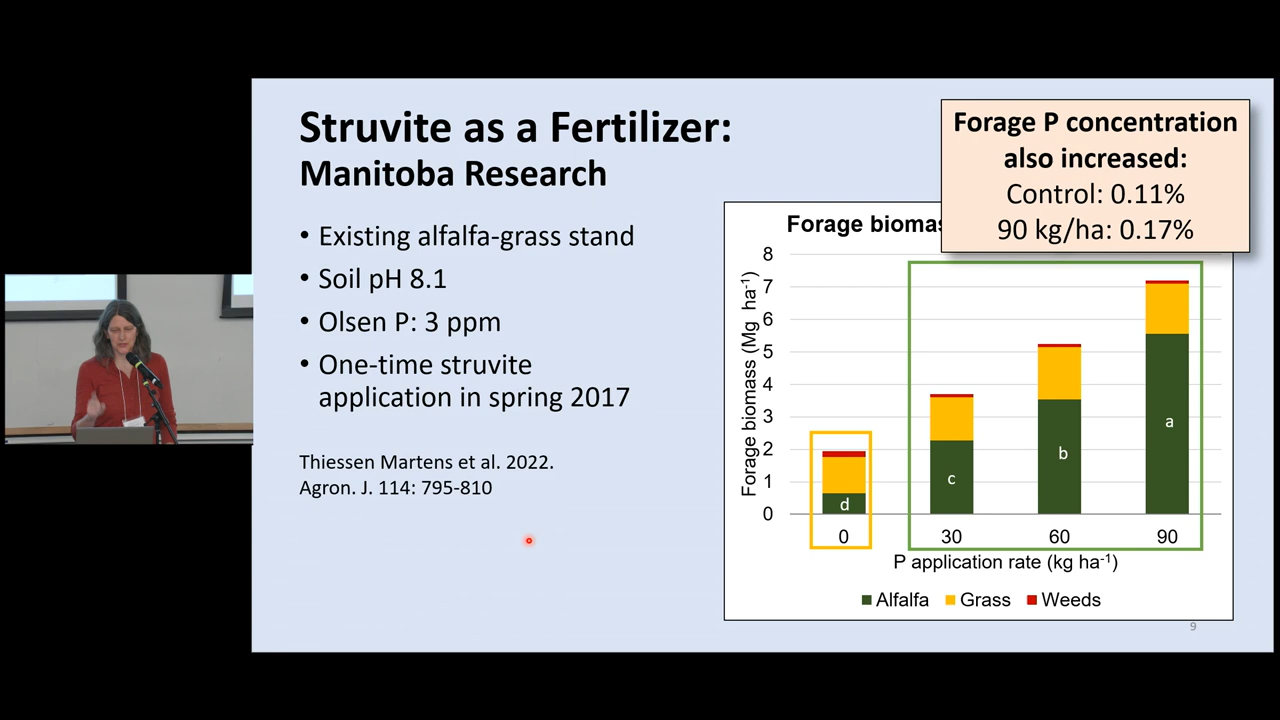 Struvite as a Fertilizer:
Manitoba Research
• Existing alfalfa-grass stand
• Soil pH 8.1
• Olsen P: 3 ppm
• One-time struvite
application in spring 2017
Thiessen Martens et al. 2022.
Agron. J. 114: 795-810
Forage P concentration
also increased:
Control: 0.11%
90 kg/ha: 0.17%
Forage biomas
Forage biomass (Mg ha⁻¹)
8
7
6
5
4
3
2
1
0
d
c
b
a
0 30 60 90
P application rate (kg ha⁻¹)
Alfalfa Grass Weeds
9